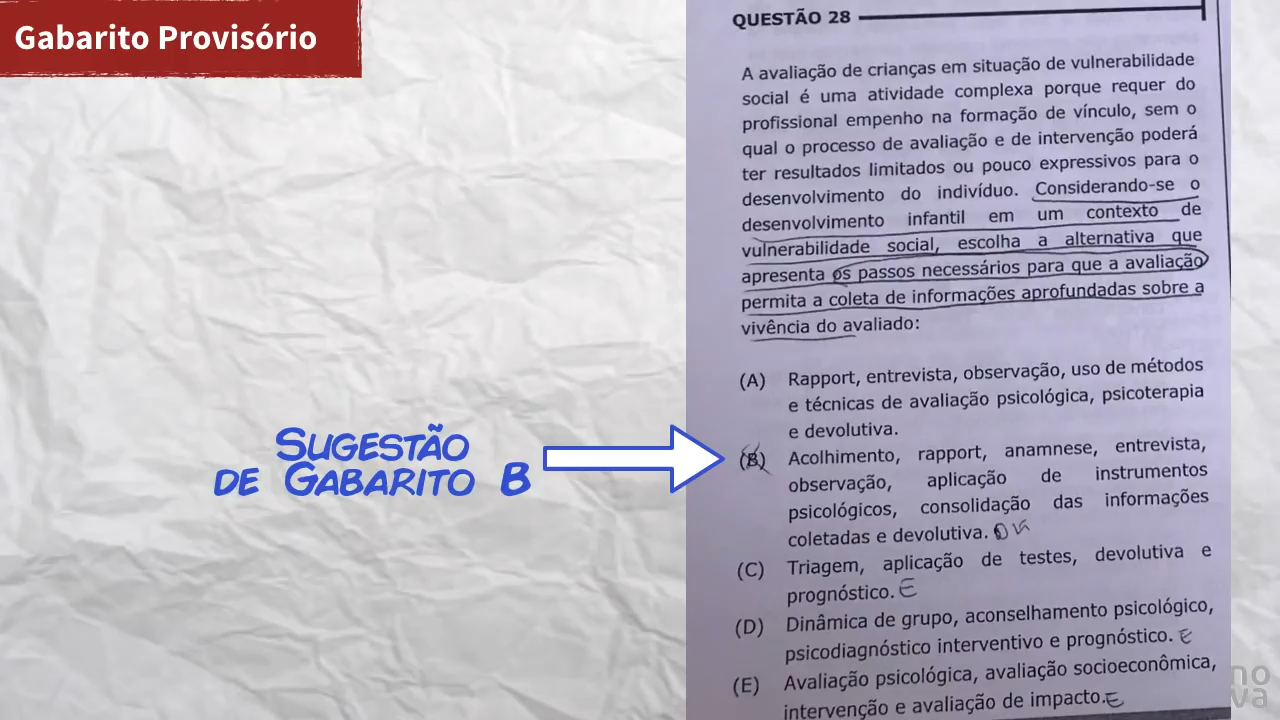 Gabarito Provisório
QUESTÃO 28
A avaliação de crianças em situação de vulnerabilidade
social é uma atividade complexa porque requer do
profissional empenho na formação de vínculo, sem o
qual o processo de avaliação e de intervenção poderá
ter resultados limitados ou pouco expressivos para o
desenvolvimento do indivíduo. Considerando-se o
desenvolvimento infantil em um contexto de
vulnerabilidade social, escolha a alternativa que
apresenta os passos necessários para que a avaliação
permita a coleta de informações aprofundadas sobre a
vivência do avaliado:
(A) Rapport, entrevista, observação, uso de métodos
e técnicas de avaliação psicológica, psicoterapia
e devolutiva.
SUGESTÃO
DE GABARITO B
(B) Acolhimento, rapport, anamnese, entrevista,
observação, aplicação de instrumentos
psicológicos, consolidação das informações
coletadas e devolutiva.
(C) Triagem, aplicação de testes, devolutiva e
prognóstico. E
(D) Dinâmica de grupo, aconselhamento psicológico,
psicodiagnóstico interventivo e prognóstico. E
(E) Avaliação psicológica, avaliação socioeconômica,
intervenção e avaliação de impacto. E